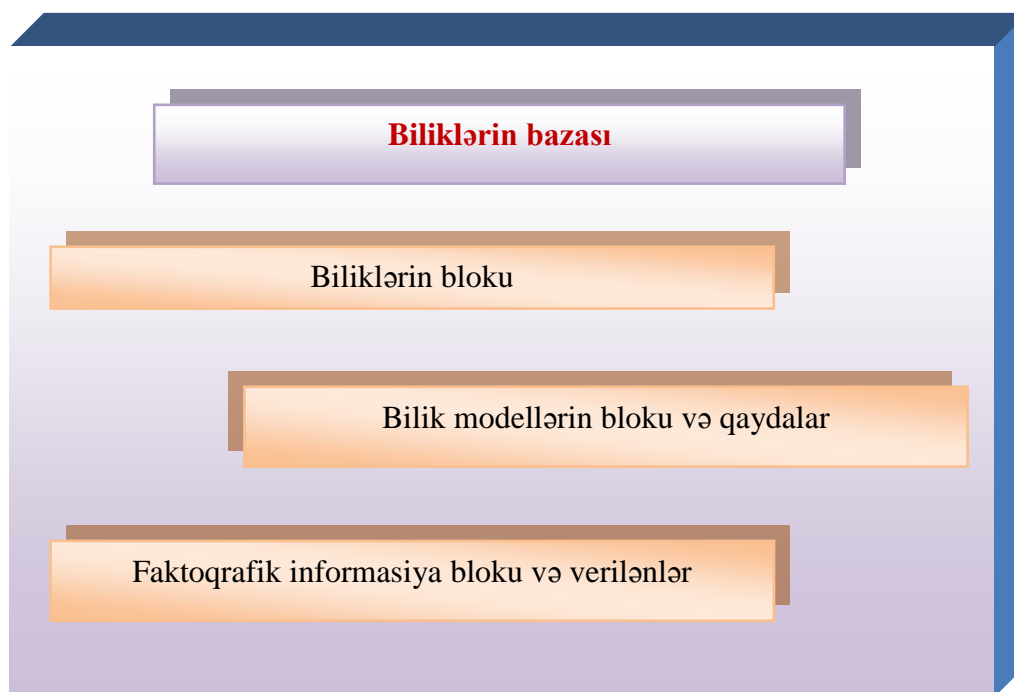 Biliklərin bazası
Biliklərin bloku
Bilik modellərin bloku və qaydalar
Faktoqrafik informasiya bloku və verilənlər